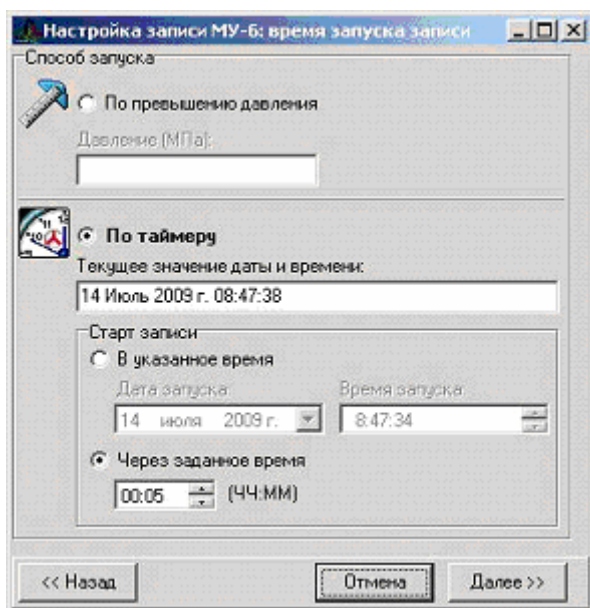 Настройка записи МУ-6: время запуска записи
Способ запуска
По превышению давления
Давление (МПа):
По таймеру
Текущее значение даты и времени:
14 Июль 2009 г. 08:47:38
Старт записи
В указанное время
Дата запуска: Время запуска:
14 июля 2009 г. 8:47:34
Через заданное время
00:05 (ЧЧ:ММ)
<< Назад Отмена Далее >>